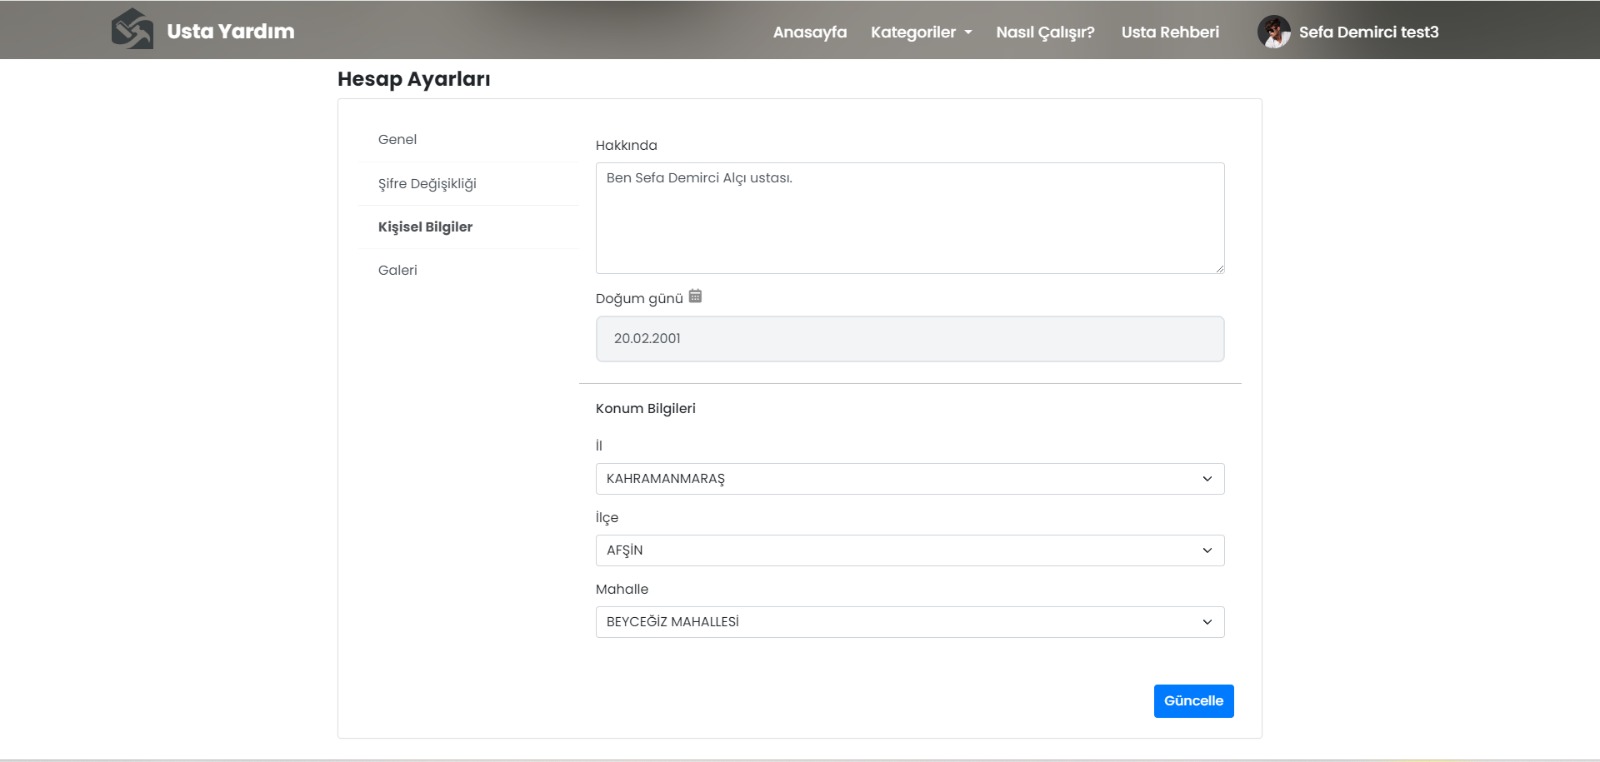 Usta Yardım
Anasayfa Kategoriler Nasıl Çalışır? Usta Rehberi Sefa Demirci test3
Hesap Ayarları
Genel
Şifre Değişikliği
Kişisel Bilgiler
Galeri
Hakkında
Ben Sefa Demirci Alçı ustası.
Doğum günü
20.02.2001
Konum Bilgileri
İl
KAHRAMANMARAŞ
İlçe
AFŞİN
Mahalle
BEYCEĞİZ MAHALLESİ
Güncelle